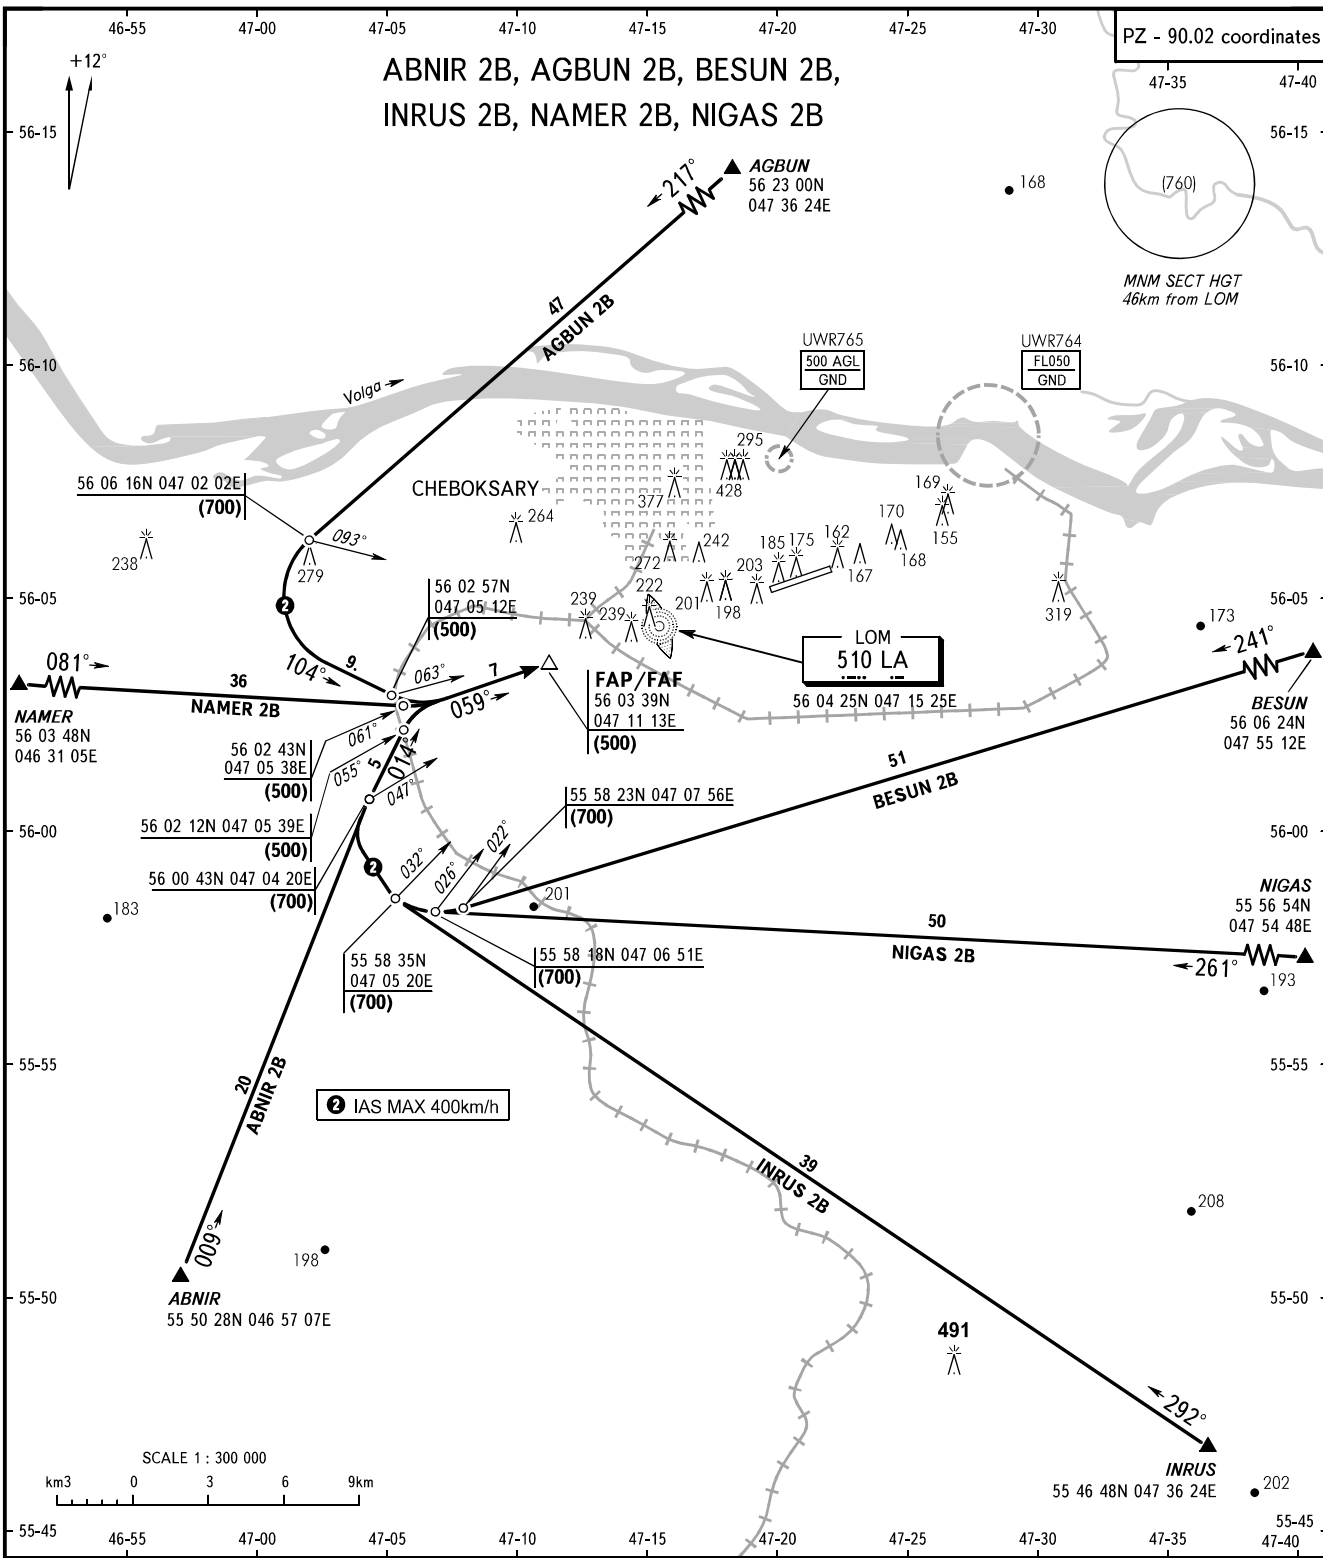 46-55 47-00 47-05 47-10 47-15 47-20 47-25 47-30
PZ - 90.02 coordinates
47-35 47-40
+12°
ABNIR 2B, AGBUN 2B, BESUN 2B,
INRUS 2B, NAMER 2B, NIGAS 2B
56-15 56-15
AGBUN
56 23 00N
047 36 24E
217°
168
(760)
MNM SECT HGT
46km from LOM
47
AGBUN 2B
UWR765
500 AGL
GND
UWR764
FL050
GND
56-10 56-10
Volga
56 06 16N 047 02 02E
(700)
CHEBOKSARY
295
428
377
264
238
093°
279
272
242
185
175
162
170
169
155
168
167
203
198
201
222
239
239
319
173
56-05 56-05
2
56 02 57N
047 05 12E
(500)
LOM
510 LA
56 04 25N 047 15 25E
241°
BESUN
56 06 24N
047 55 12E
081°
NAMER
56 03 48N
046 31 05E
36
NAMER 2B
104°
9.
063°
7
059°
FAP/FAF
56 03 39N
047 11 13E
(500)
56 02 43N
047 05 38E
(500)
061°
055°
5
014°
047°
51
BESUN 2B
56 02 12N 047 05 39E
(500)
55 58 23N 047 07 56E
(700)
56-00 56-00
56 00 43N 047 04 20E
(700)
2
032°
026°
022°
183
201
NIGAS
55 56 54N
047 54 48E
50
NIGAS 2B
261°
193
55 58 35N
047 05 20E
(700)
55 58 18N 047 06 51E
(700)
55-55 55-55
20
ABNIR 2B
2 IAS MAX 400km/h
39
INRUS 2B
009°
198
208
ABNIR
55 50 28N 046 57 07E
55-50 55-50
491
292°
INRUS
55 46 48N 047 36 24E
202
SCALE 1 : 300 000
km3 0 3 6 9km
55-45 55-45
46-55 47-00 47-05 47-10 47-15 47-20 47-25 47-30 47-35 47-40